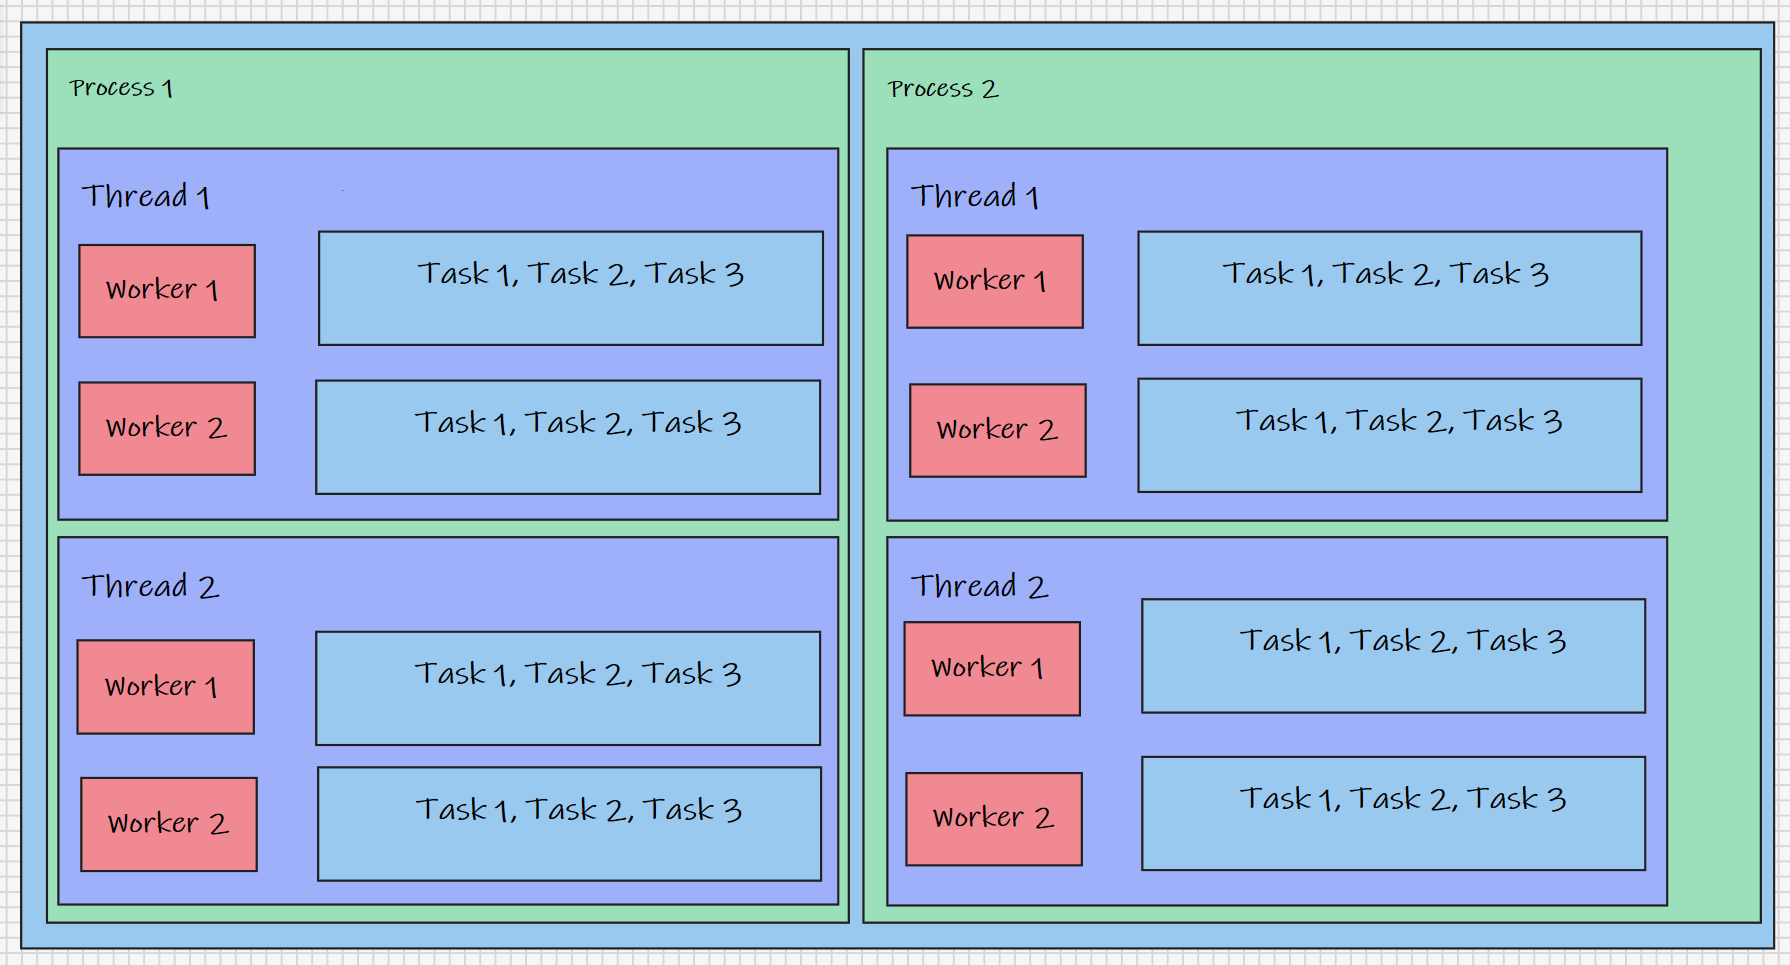 Process 1
Thread 1
Worker 1
Task 1, Task 2, Task 3
Worker 2
Task 1, Task 2, Task 3
Thread 2
Worker 1
Task 1, Task 2, Task 3
Worker 2
Task 1, Task 2, Task 3
Process 2
Thread 1
Worker 1
Task 1, Task 2, Task 3
Worker 2
Task 1, Task 2, Task 3
Thread 2
Worker 1
Task 1, Task 2, Task 3
Worker 2
Task 1, Task 2, Task 3